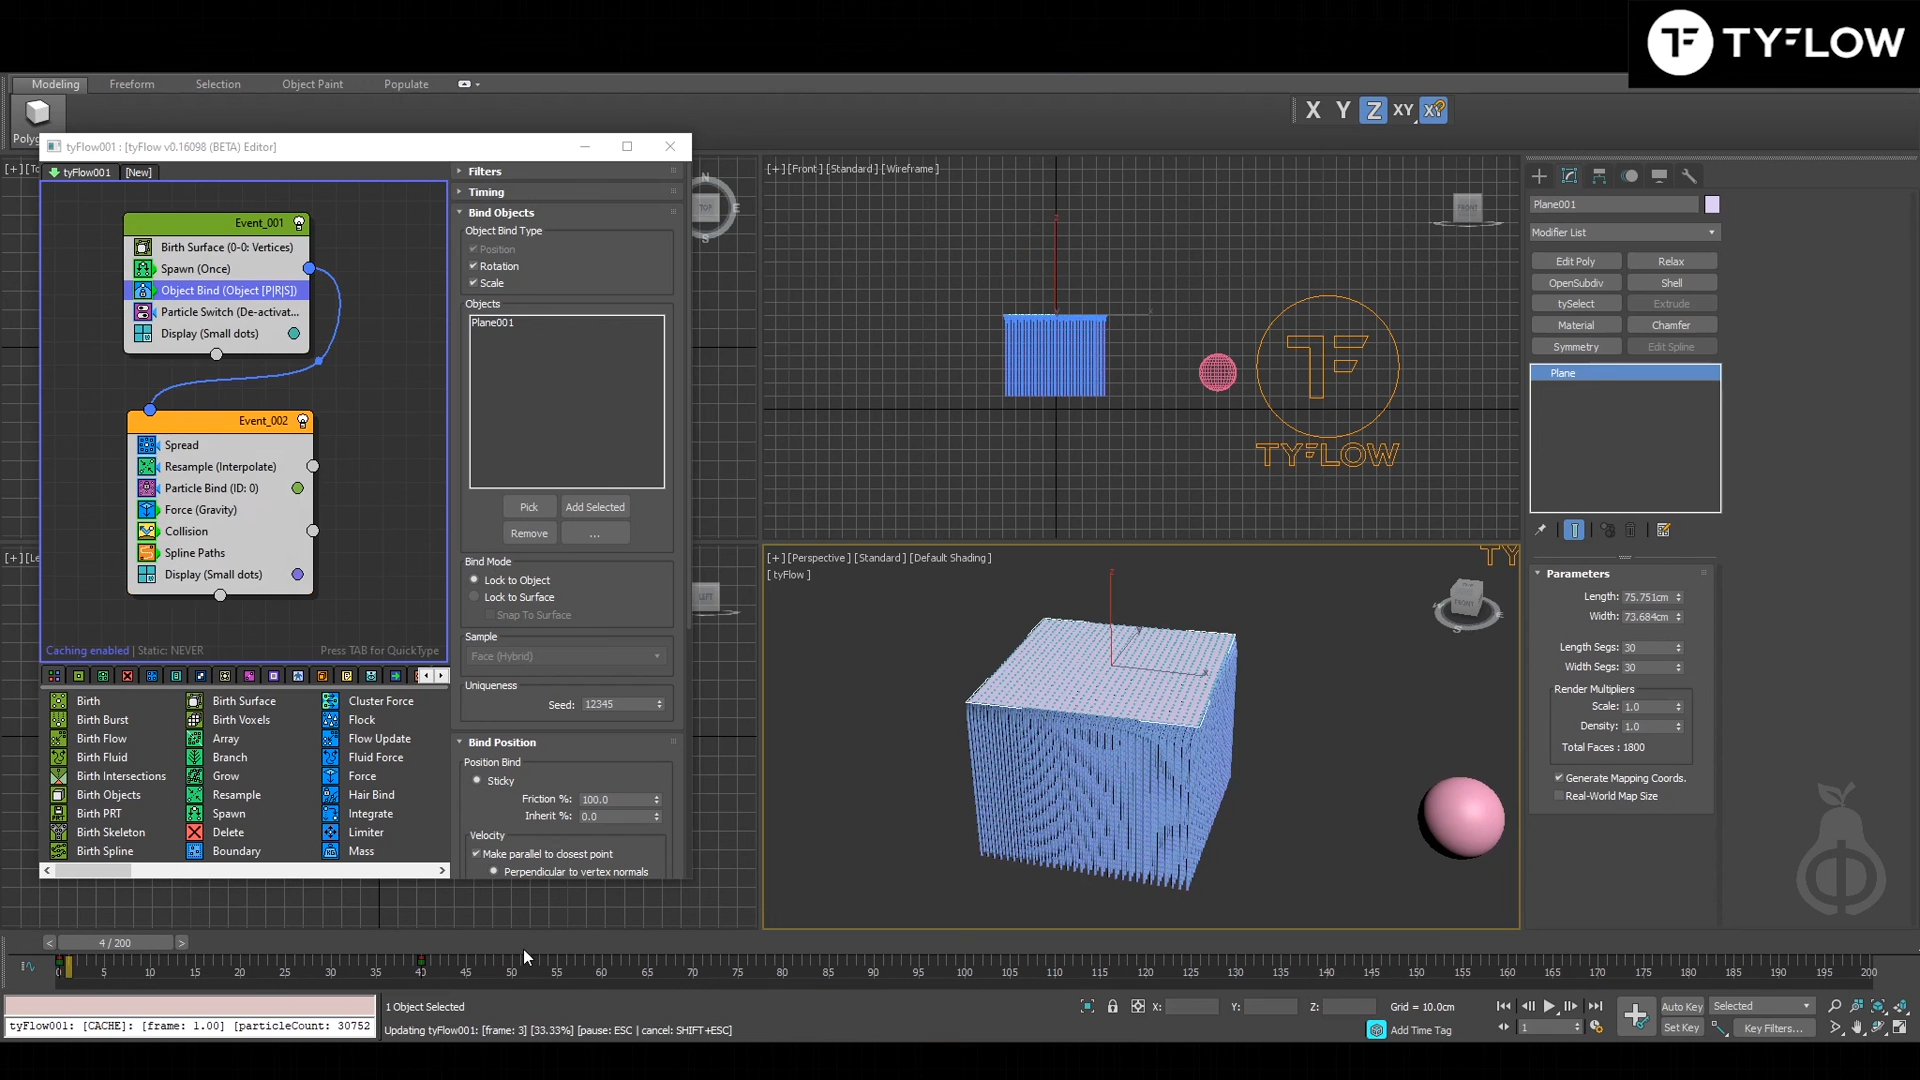 TYFLOW
Modeling Freeform Selection Object Paint Populate
X Y Z XY XY
Polyg
tyFlow001 : [tyFlow v0.16098 (BETA) Editor]
tyFlow001 [New]
Event_001
Birth Surface (0-0: Vertices)
Spawn (Once)
Object Bind (Object [P|R|S])
Particle Switch (De-activat...
Display (Small dots)
Event_002
Spread
Resample (Interpolate)
Particle Bind (ID: 0)
Force (Gravity)
Collision
Spline Paths
Display (Small dots)
Caching enabled | Static: NEVER
Press TAB for QuickType
Birth Birth Surface Cluster Force
Birth Burst Birth Voxels Flock
Birth Flow Array Flow Update
Birth Fluid Branch Fluid Force
Birth Intersections Grow Force
Birth Objects Resample Hair Bind
Birth PRT Spawn Integrate
Birth Skeleton Delete Limiter
Birth Spline Boundary Mass
Filters
Timing
Bind Objects
Object Bind Type
Position
Rotation
Scale
Objects
Plane001
Pick Add Selected
Remove ...
Bind Mode
Lock to Object
Lock to Surface
Snap To Surface
Sample
Face (Hybrid)
Uniqueness
Seed: 12345
Bind Position
Position Bind
Sticky
Friction %: 100.0
Inherit %: 0.0
Velocity
Make parallel to closest point
Perpendicular to vertex normals
[+] [To
N
TOP
E
S
[+] [Le
LEFT
[+] [Front ] [Standard ] [Wireframe ]
FRONT
z
x
TYFLOW
[+] [Perspective ] [Standard ] [Default Shading ]
[ tyFlow ]
TY
z
FRONT
S
Plane001
Modifier List
Edit Poly Relax
OpenSubdiv Shell
tySelect Extrude
Material Chamfer
Symmetry Edit Spline
Plane
Parameters
Length: 75.751cm
Width: 73.684cm
Length Segs: 30
Width Segs: 30
Render Multipliers
Scale: 1.0
Density: 1.0
Total Faces : 1800
Generate Mapping Coords.
Real-World Map Size
< 4 / 200 >
0 5 10 15 20 25 30 35 40 45 50 55 60 65 70 75 80 85 90 95 100 105 110 115 120 125 130 135 140 145 150 155 160 165 170 175 180 185 190 195 200
tyFlow001: [CACHE]: [frame: 1.00] [particleCount: 30752
1 Object Selected
Updating tyFlow001: [frame: 3] [33.33%] [pause: ESC | cancel: SHIFT+ESC]
X: Y: Z: Grid = 10.0cm
Add Time Tag
1
Auto Key Selected
Set Key Key Filters...